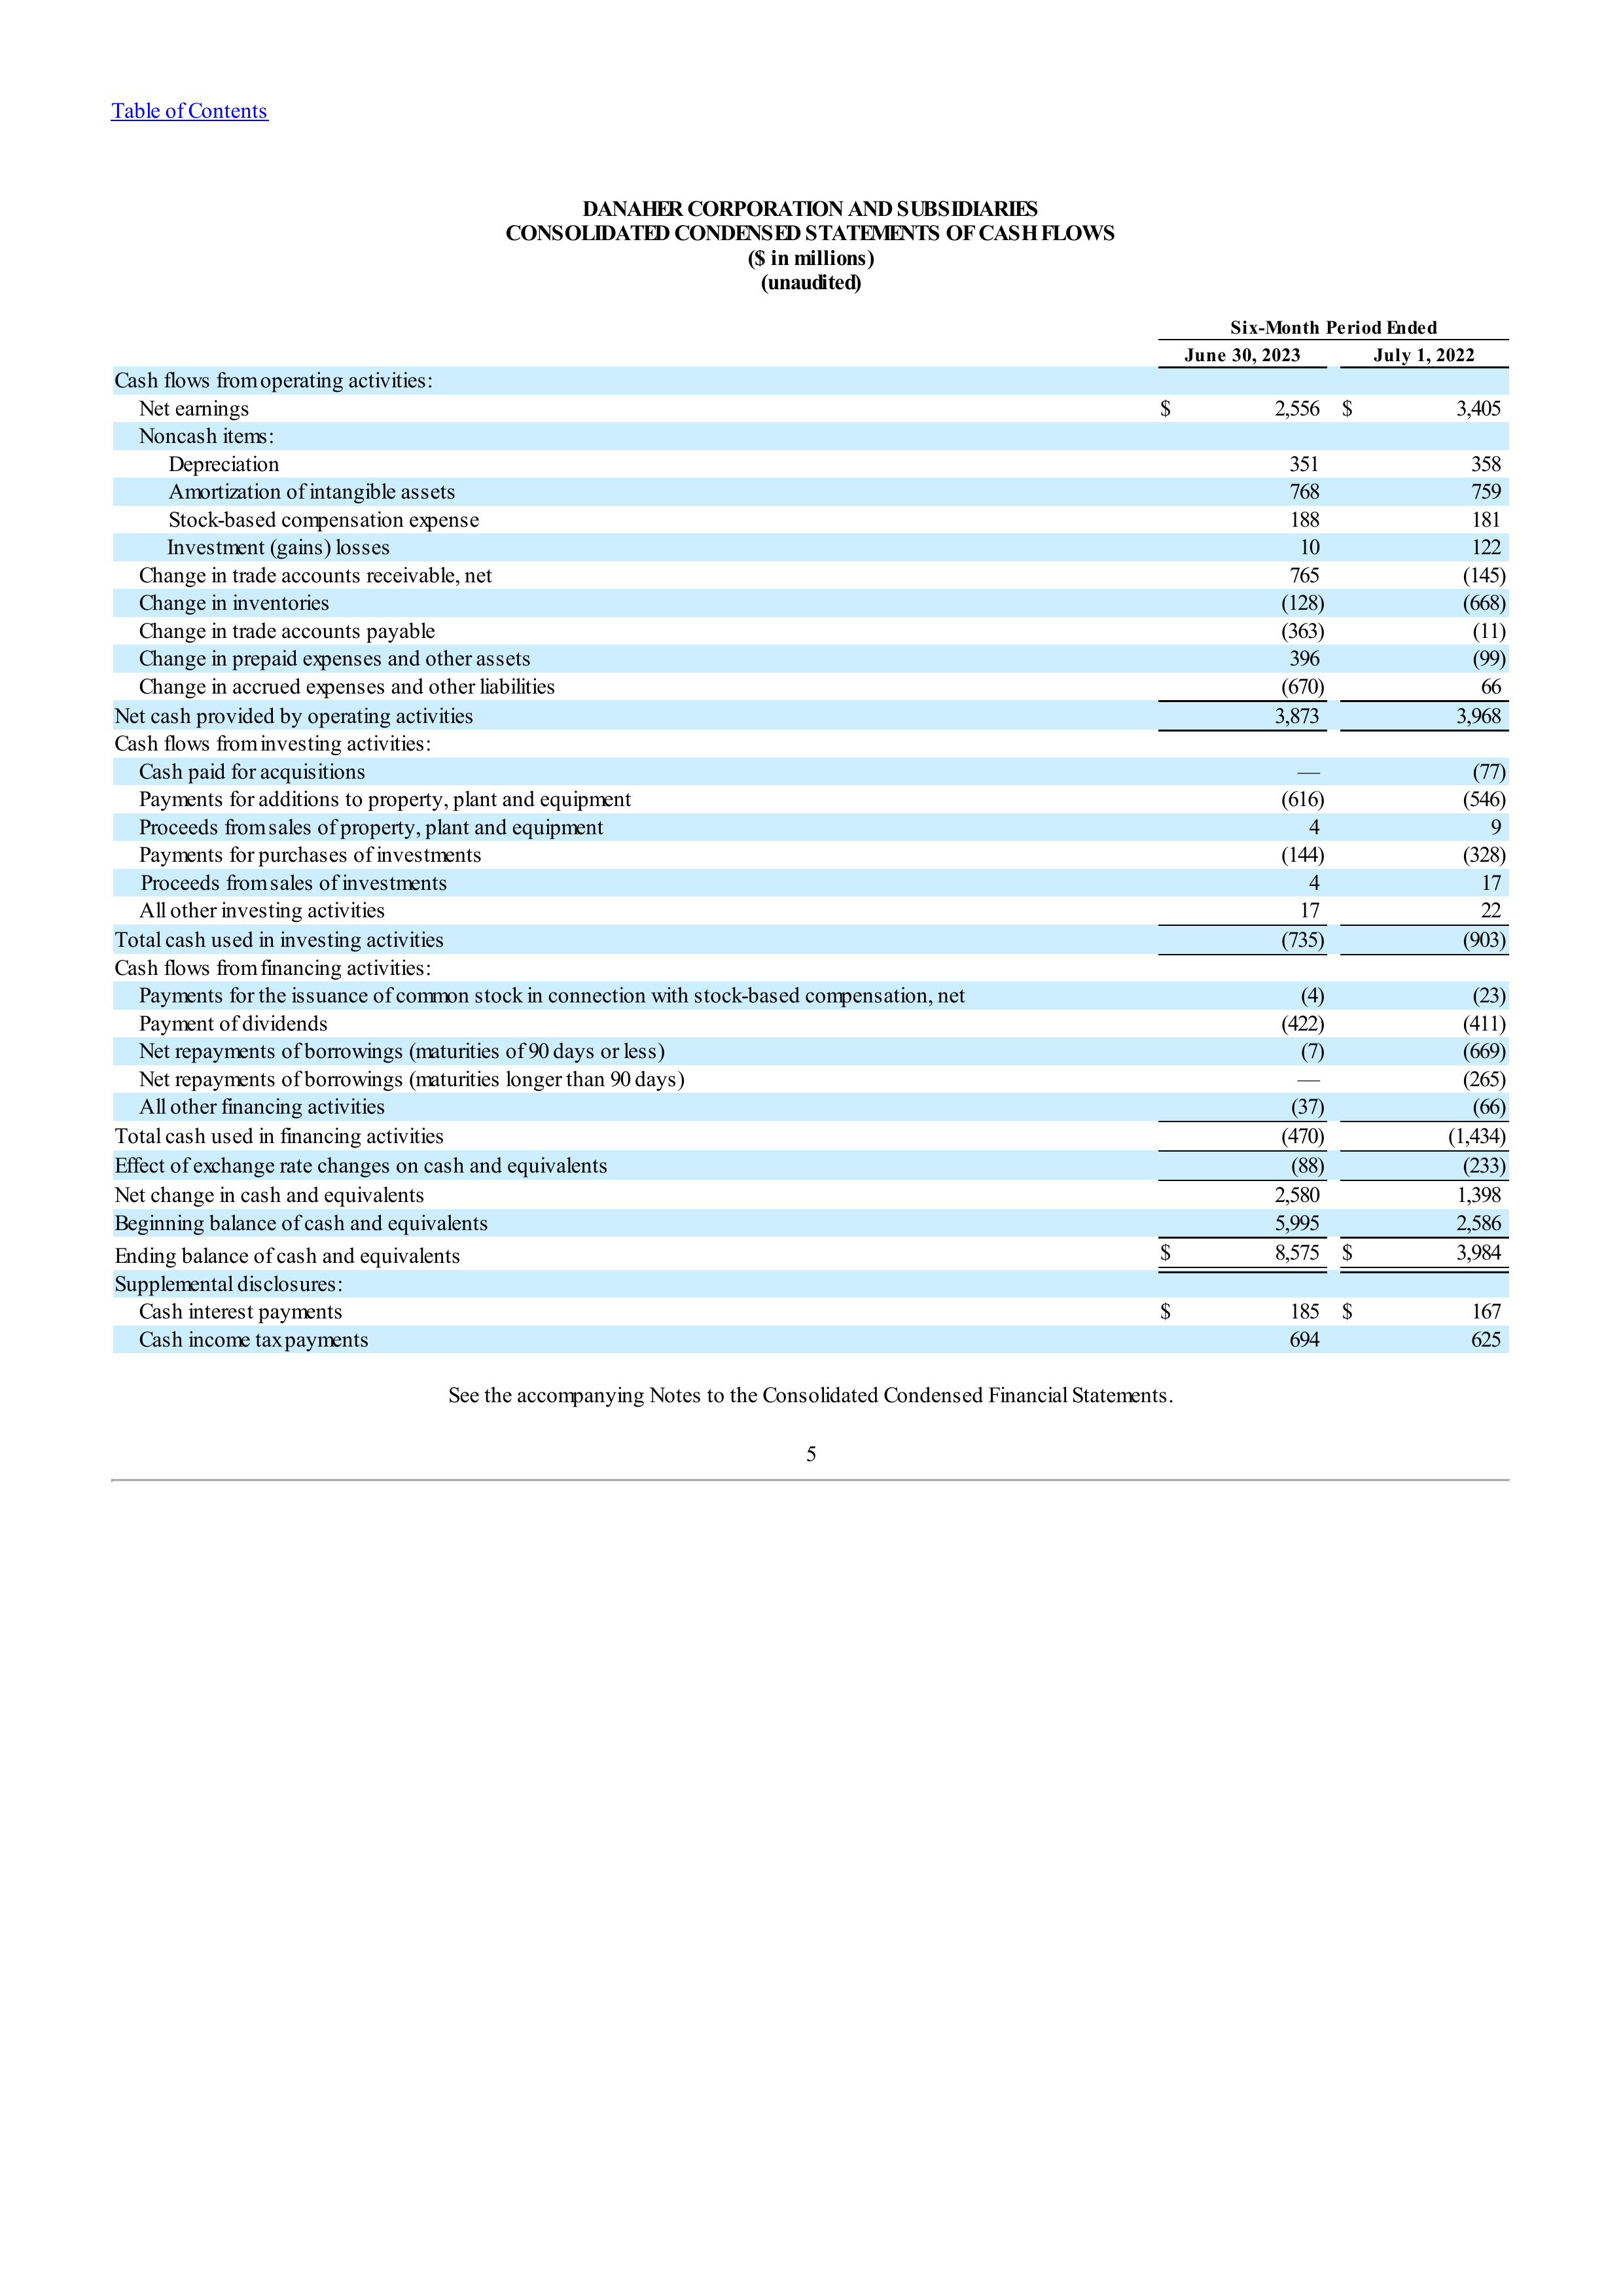 Table of Contents
DANAHER CORPORATION AND SUBSIDIARIES
CONSOLIDATED CONDENSED STATEMENTS OF CASH FLOWS
($ in millions)
(unaudited)
Six-Month Period Ended
June 30, 2023 July 1, 2022
Cash flows from operating activities:
Net earnings $ 2,556 $ 3,405
Noncash items:
Depreciation 351 358
Amortization of intangible assets 768 759
Stock-based compensation expense 188 181
Investment (gains) losses 10 122
Change in trade accounts receivable, net 765 (145)
Change in inventories (128) (668)
Change in trade accounts payable (363) (11)
Change in prepaid expenses and other assets 396 (99)
Change in accrued expenses and other liabilities (670) 66
Net cash provided by operating activities 3,873 3,968
Cash flows from investing activities:
Cash paid for acquisitions — (77)
Payments for additions to property, plant and equipment (616) (546)
Proceeds from sales of property, plant and equipment 4 9
Payments for purchases of investments (144) (328)
Proceeds from sales of investments 4 17
All other investing activities 17 22
Total cash used in investing activities (735) (903)
Cash flows from financing activities:
Payments for the issuance of common stock in connection with stock-based compensation, net (4) (23)
Payment of dividends (422) (411)
Net repayments of borrowings (maturities of 90 days or less) (7) (669)
Net repayments of borrowings (maturities longer than 90 days) — (265)
All other financing activities (37) (66)
Total cash used in financing activities (470) (1,434)
Effect of exchange rate changes on cash and equivalents (88) (233)
Net change in cash and equivalents 2,580 1,398
Beginning balance of cash and equivalents 5,995 2,586
Ending balance of cash and equivalents $ 8,575 $ 3,984
Supplemental disclosures:
Cash interest payments $ 185 $ 167
Cash income tax payments 694 625
See the accompanying Notes to the Consolidated Condensed Financial Statements.
5